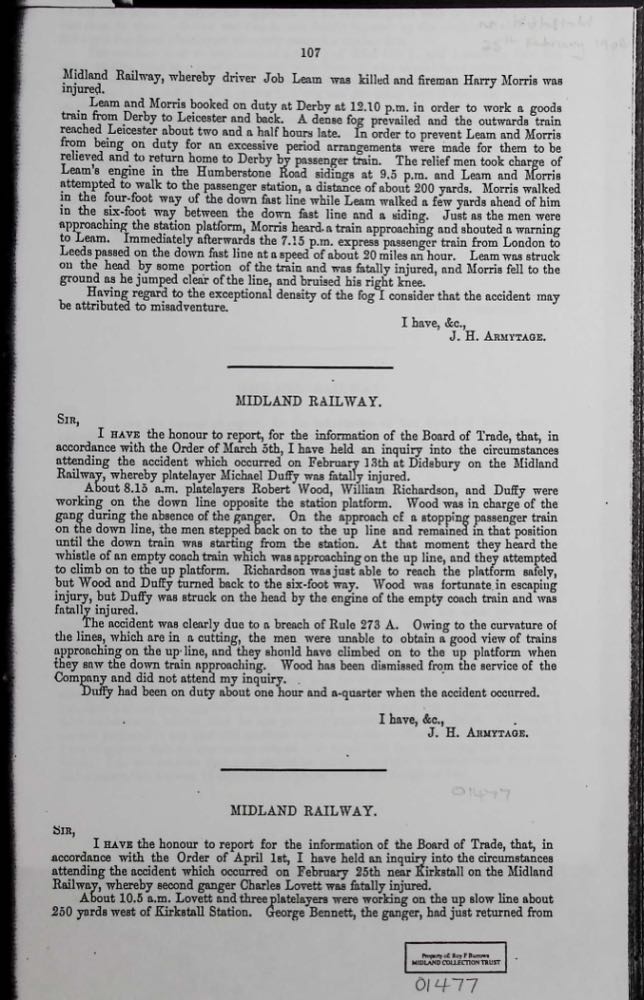 107
Midland Railway, whereby driver Job Leam was killed and fireman Harry Morris was
injured.
Leam and Morris booked on duty at Derby at 12.10 p.m. in order to work a goods
train from Derby to Leicester and back. A dense fog prevailed and the outwards train
reached Leicester about two and a half hours late. In order to prevent Leam and Morris
from being on duty for an excessive period arrangements were made for them to be
relieved and to return home to Derby by passenger train. The relief men took charge of
Leam's engine in the Humberstone Road sidings at 9.5 p.m. and Leam and Morris
attempted to walk to the passenger station, a distance of about 200 yards. Morris walked
in the four-foot way of the down fast line while Leam walked a few yards ahead of him
in the six-foot way between the down fast line and a siding. Just as the men were
approaching the station platform, Morris heard a train approaching and shouted a warning
to Leam. Immediately afterwards the 7.15 p.m. express passenger train from London to
Leeds passed on the down fast line at a speed of about 20 miles an hour. Leam was struck
on the head by some portion of the train and was fatally injured, and Morris fell to the
ground as he jumped clear of the line, and bruised his right knee.
Having regard to the exceptional density of the fog I consider that the accident may
be attributed to misadventure.
I have, &c.,
J. H. ARMYTAGE.
MIDLAND RAILWAY.
SIR,
I HAVE the honour to report, for the information of the Board of Trade, that, in
accordance with the Order of March 5th, I have held an inquiry into the circumstances
attending the accident which occurred on February 13th at Didsbury on the Midland
Railway, whereby platelayer Michael Duffy was fatally injured.
About 8.15 a.m. platelayers Robert Wood, William Richardson, and Duffy were
working on the down line opposite the station platform. Wood was in charge of the
gang during the absence of the ganger. On the approach of a stopping passenger train
on the down line, the men stepped back on to the up line and remained in that position
until the down train was starting from the station. At that moment they heard the
whistle of an empty coach train which was approaching on the up line, and they attempted
to climb on to the up platform. Richardson was just able to reach the platform safely,
but Wood and Duffy turned back to the six-foot way. Wood was fortunate in escaping
injury, but Duffy was struck on the head by the engine of the empty coach train and was
fatally injured.
The accident was clearly due to a breach of Rule 273 A. Owing to the curvature of
the lines, which are in a cutting, the men were unable to obtain a good view of trains
approaching on the up line, and they should have climbed on to the up platform when
they saw the down train approaching. Wood has been dismissed from the service of the
Company and did not attend my inquiry.
Duffy had been on duty about one hour and a-quarter when the accident occurred.
I have, &c.,
J. H. ARMYTAGE.
01477
MIDLAND RAILWAY.
SIR,
I HAVE the honour to report for the information of the Board of Trade, that, in
accordance with the Order of April 1st, I have held an inquiry into the circumstances
attending the accident which occurred on February 25th near Kirkstall on the Midland
Railway, whereby second ganger Charles Lovett was fatally injured.
About 10.5 a.m. Lovett and three platelayers were working on the up slow line about
250 yards west of Kirkstall Station. George Bennett, the ganger, had just returned from
Property of Roy F Burrows
MIDLAND COLLECTION TRUST
01477